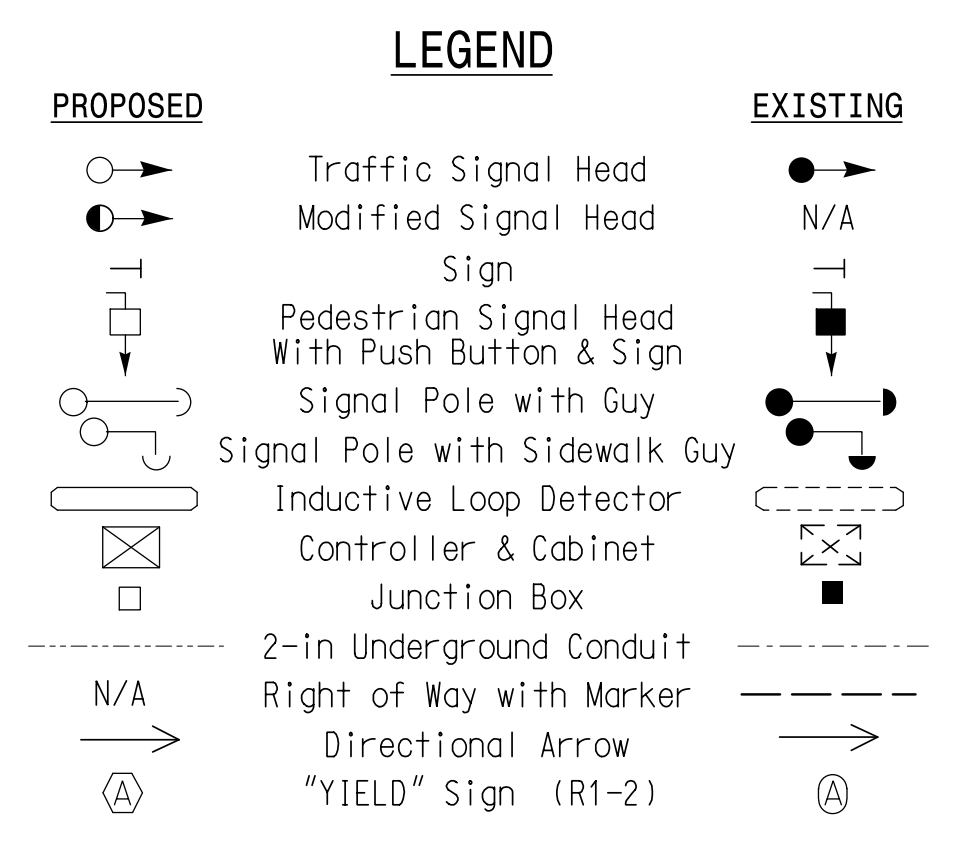 LEGEND
PROPOSED EXISTING
Traffic Signal Head
Modified Signal Head N/A
Sign
Pedestrian Signal Head
With Push Button & Sign
Signal Pole with Guy
Signal Pole with Sidewalk Guy
Inductive Loop Detector
Controller & Cabinet
Junction Box
2-in Underground Conduit
N/A Right of Way with Marker
Directional Arrow
A "YIELD" Sign (R1-2) A